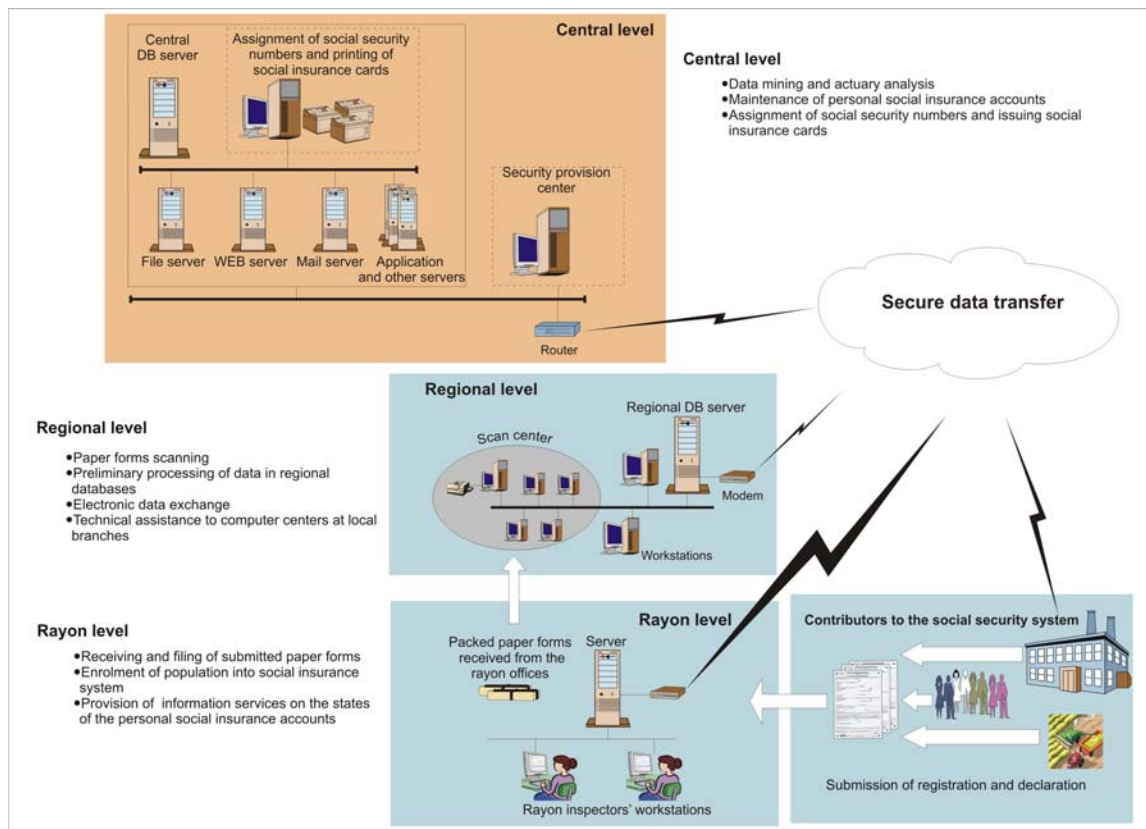 Central
DB server
Assignment of social security
numbers and printing of
social insurance cards
Central level
Security provision
center
File server
WEB server
Mail server
Application
and other servers
Router
Central level
•Data mining and actuary analysis
•Maintenance of personal social insurance accounts
•Assignment of social security numbers and issuing social
insurance cards
Secure data transfer
Regional level
•Paper forms scanning
•Preliminary processing of data in regional
databases
•Electronic data exchange
•Technical assistance to computer centers at local
branches
Regional level
Regional DB server
Scan center
Modem
Workstations
Rayon level
•Receiving and filing of submitted paper forms
•Enrolment of population into social insurance
system
•Provision of information services on the states
of the personal social insurance accounts
Rayon level
Packed paper forms
received from the
rayon offices
Server
Rayon inspectors' workstations
Contributors to the social security system
Submission of registration and declaration